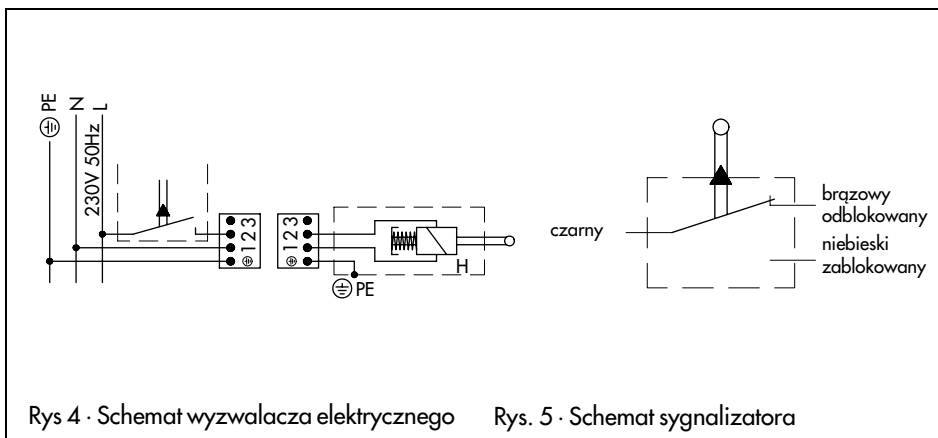 PE
N
L
230V 50Hz
1 2 3
1 2 3
H
PE
czarny
brązowy
odblokowany
niebieski
zablokowany
Rys 4 · Schemat wyzwalacza elektrycznego
Rys. 5 · Schemat sygnalizatora